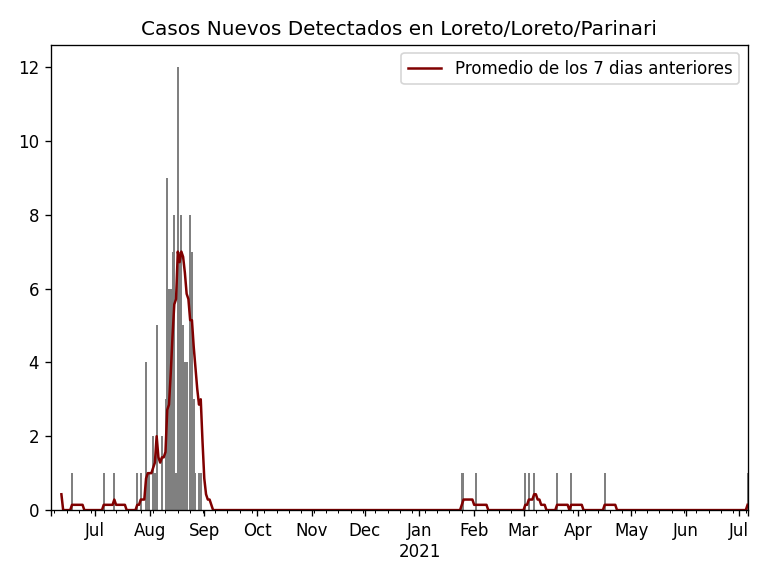 Casos Nuevos Detectados en Loreto/Loreto/Parinari
Promedio de los 7 dias anteriores
12
10
8
6
4
2
0
Jul Aug Sep Oct Nov Dec Jan Feb Mar Apr May Jun Jul
2021